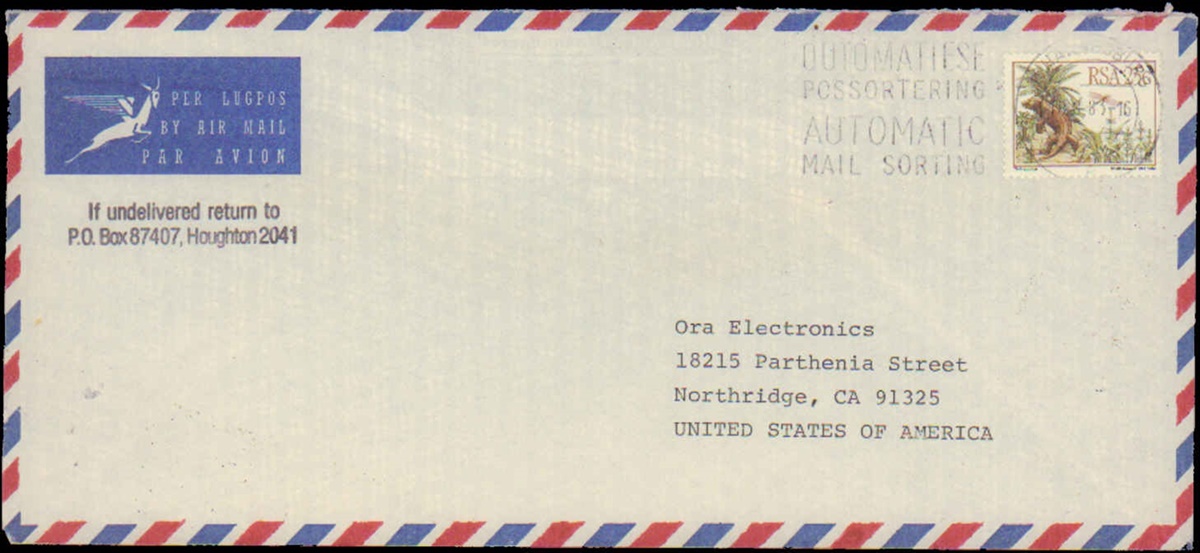 PER LUGPOS
BY AIR MAIL
PAR AVION
If undelivered return to
P.O. Box 87407, Houghton 2041
OUTOMATIESE
POSSORTERING
AUTOMATIC
MAIL SORTING
RSA 25c
Ora Electronics
18215 Parthenia Street
Northridge, CA 91325
UNITED STATES OF AMERICA